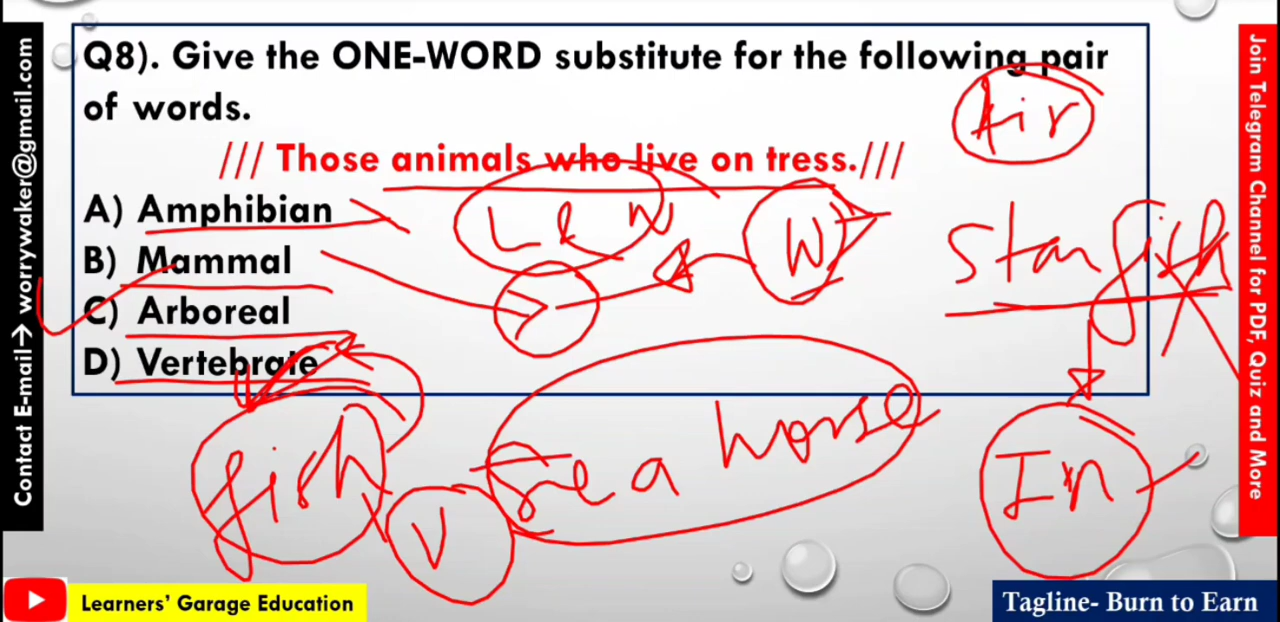 Q8). Give the ONE-WORD substitute for the following pair
of words.
/// Those animals who live on tress.///
A) Amphibian
B) Mammal
C) Arboreal
D) Vertebrate
Air
L & W
W
Star fish
fish
V
Sea horse
In
Contact E-mail→ worrywaker@gmail.com
Join Telegram Channel for PDF, Quiz and More
Learners' Garage Education
Tagline- Burn to Earn